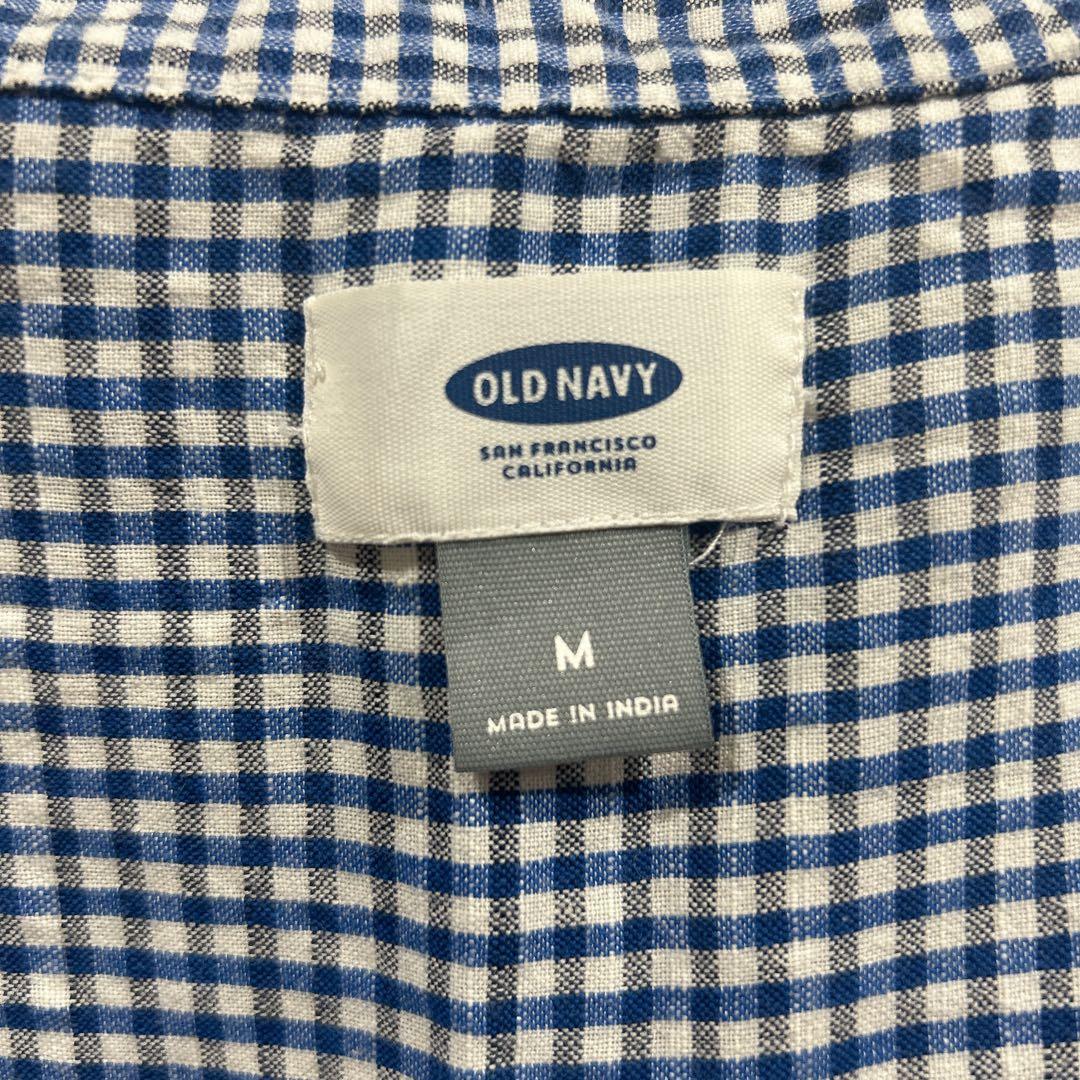 OLD NAVY
SAN FRANCISCO
CALIFORNIA
M
MADE IN INDIA